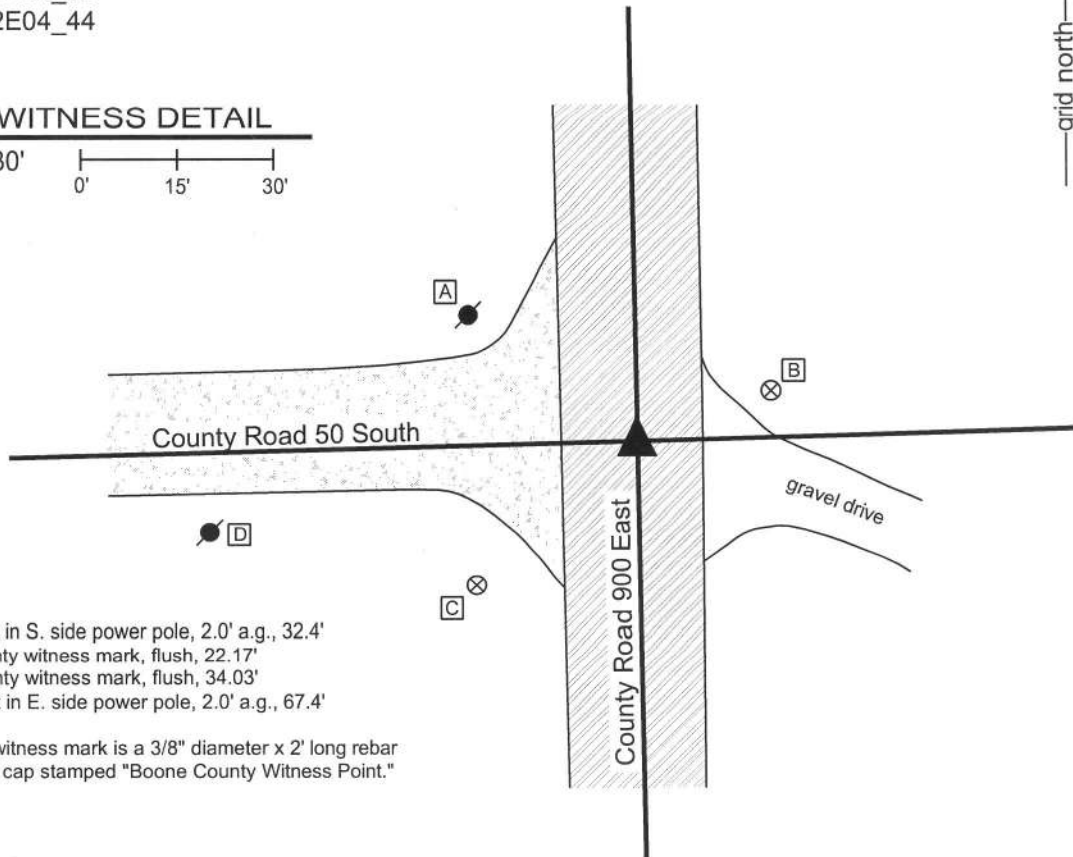 2E04_44
WITNESS DETAIL
0'
0' 15' 30'
grid north
A
B
County Road 50 South
gravel drive
D
C
County Road 900 East
in S. side power pole, 2.0' a.g., 32.4'
witness mark, flush, 22.17'
witness mark, flush, 34.03'
in E. side power pole, 2.0' a.g., 67.4'
witness mark is a 3/8" diameter x 2' long rebar
cap stamped "Boone County Witness Point."